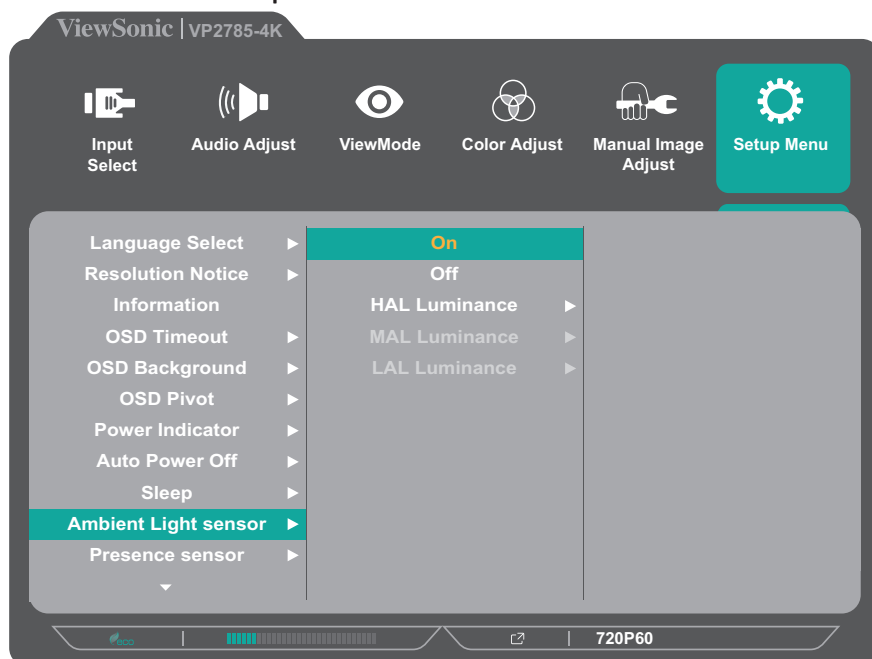 ViewSonic | VP2785-4K
Input Select
Audio Adjust
ViewMode
Color Adjust
Manual Image Adjust
Setup Menu
Language Select
Resolution Notice
Information
OSD Timeout
OSD Background
OSD Pivot
Power Indicator
Auto Power Off
Sleep
Ambient Light sensor
Presence sensor
On
Off
HAL Luminance
MAL Luminance
LAL Luminance
eco
720P60